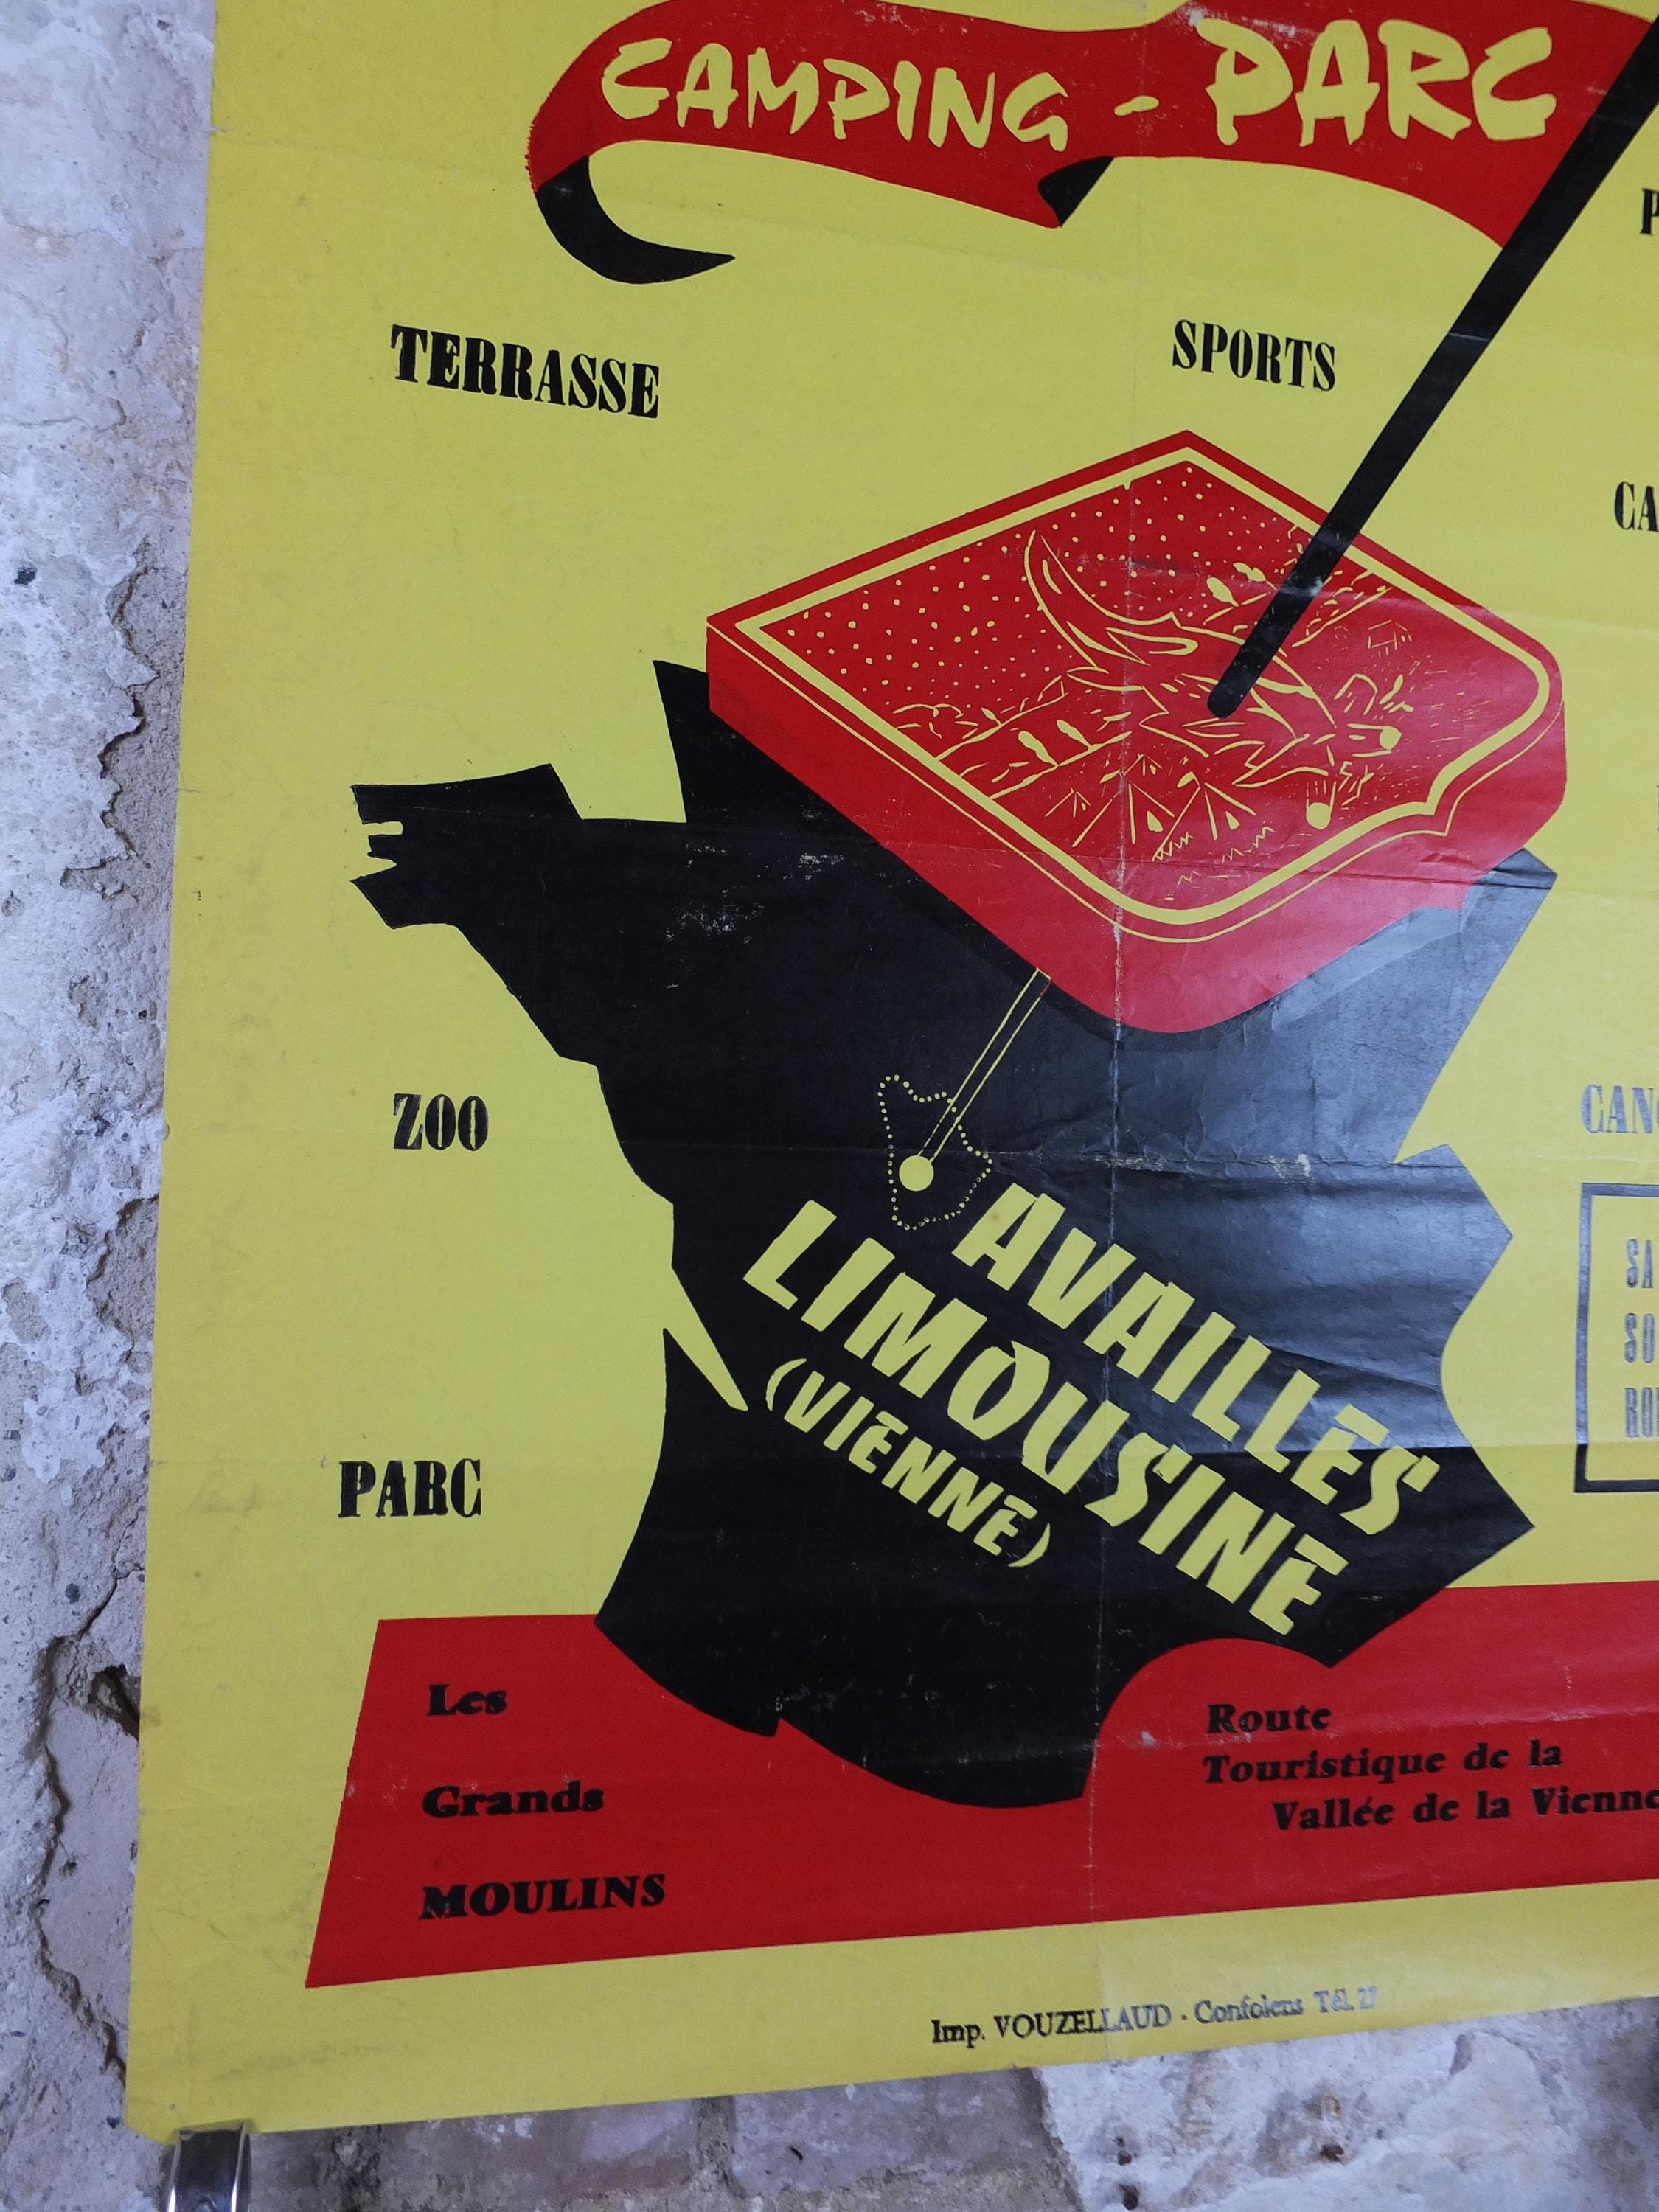 CAMPING - PARC
TERRASSE
SPORTS
ZOO
PARC
AVAILLES
LIMOUSINE
(VIENNE)
Les
Grands
MOULINS
Route
Touristique de la
Vallée de la Vienne
Imp. VOUZELLAUD - Confolens Tél. 27